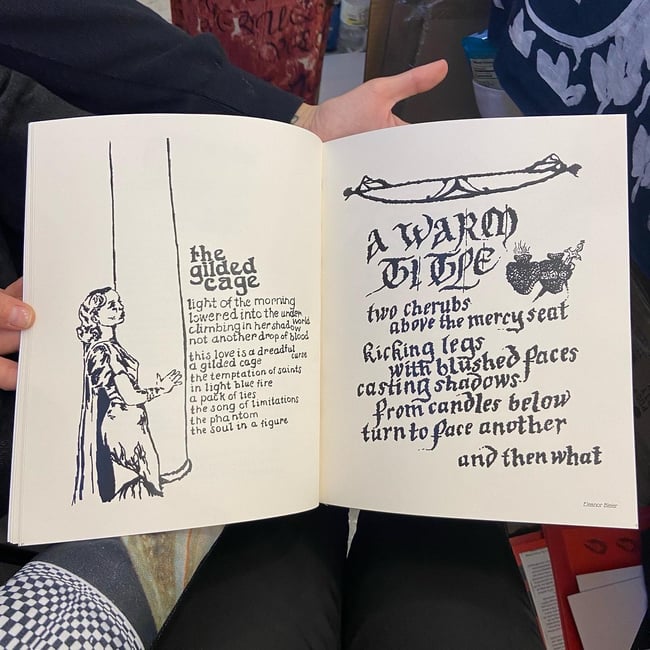 the
gilded
cage
light of the morning
lowered into the under
world
climbing in her shadow
not another drop of blood
this love is a dreadful
curse
a gilded cage
the temptation of saints
in light blue fire
a pack of lies
the song of limitations
the phantom
the soul in a figure
A WARM
TITLE
two cherubs
above the mercy seat
kicking legs
with blushed faces
casting shadows
from candles below
turn to face another
and then what
Eleanor